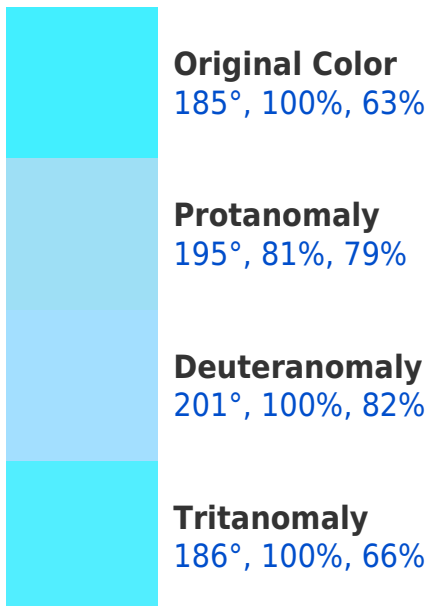 Original Color
185°, 100%, 63%
Protanomaly
195°, 81%, 79%
Deuteranomaly
201°, 100%, 82%
Tritanomaly
186°, 100%, 66%